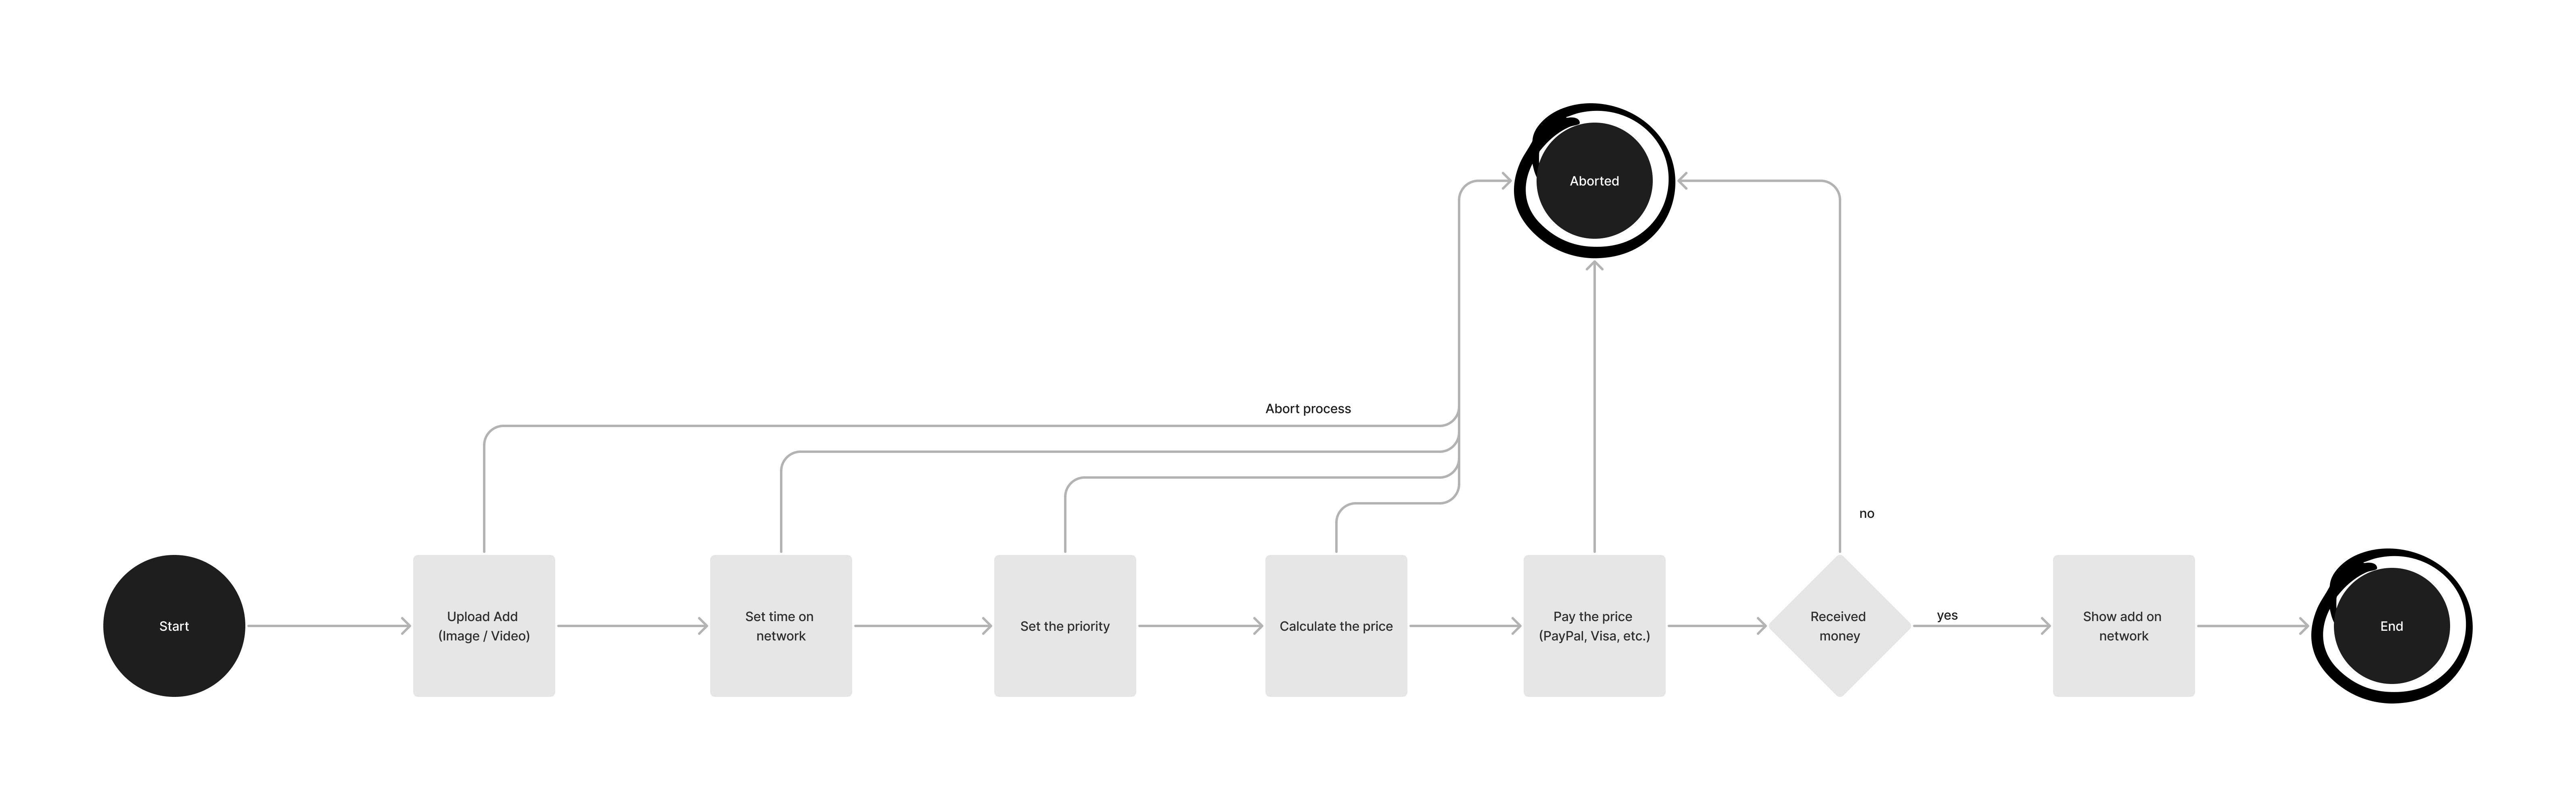 Aborted
Abort process
no
Start
Upload Add
(Image / Video)
Set time on
network
Set the priority
Calculate the price
Pay the price
(PayPal, Visa, etc.)
Received
money
yes
Show add on
network
End